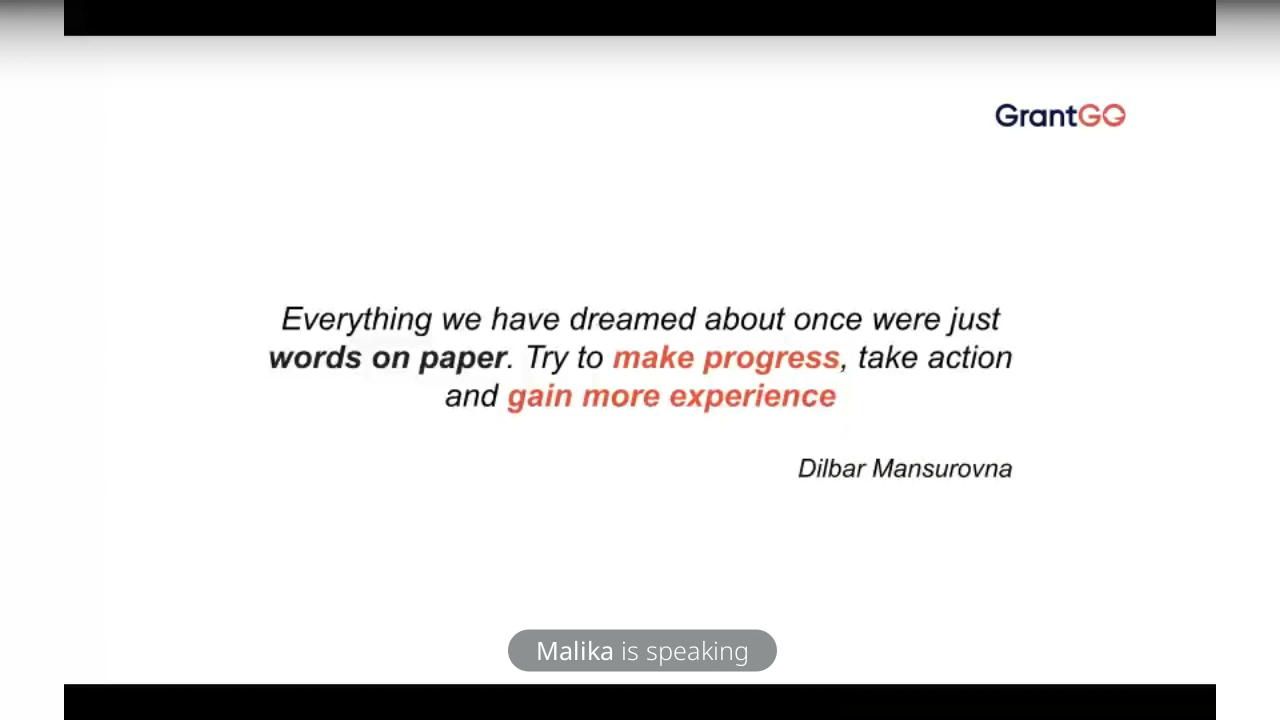 GrantGO
Everything we have dreamed about once were just
words on paper. Try to make progress, take action
and gain more experience
Dilbar Mansurovna
Malika is speaking